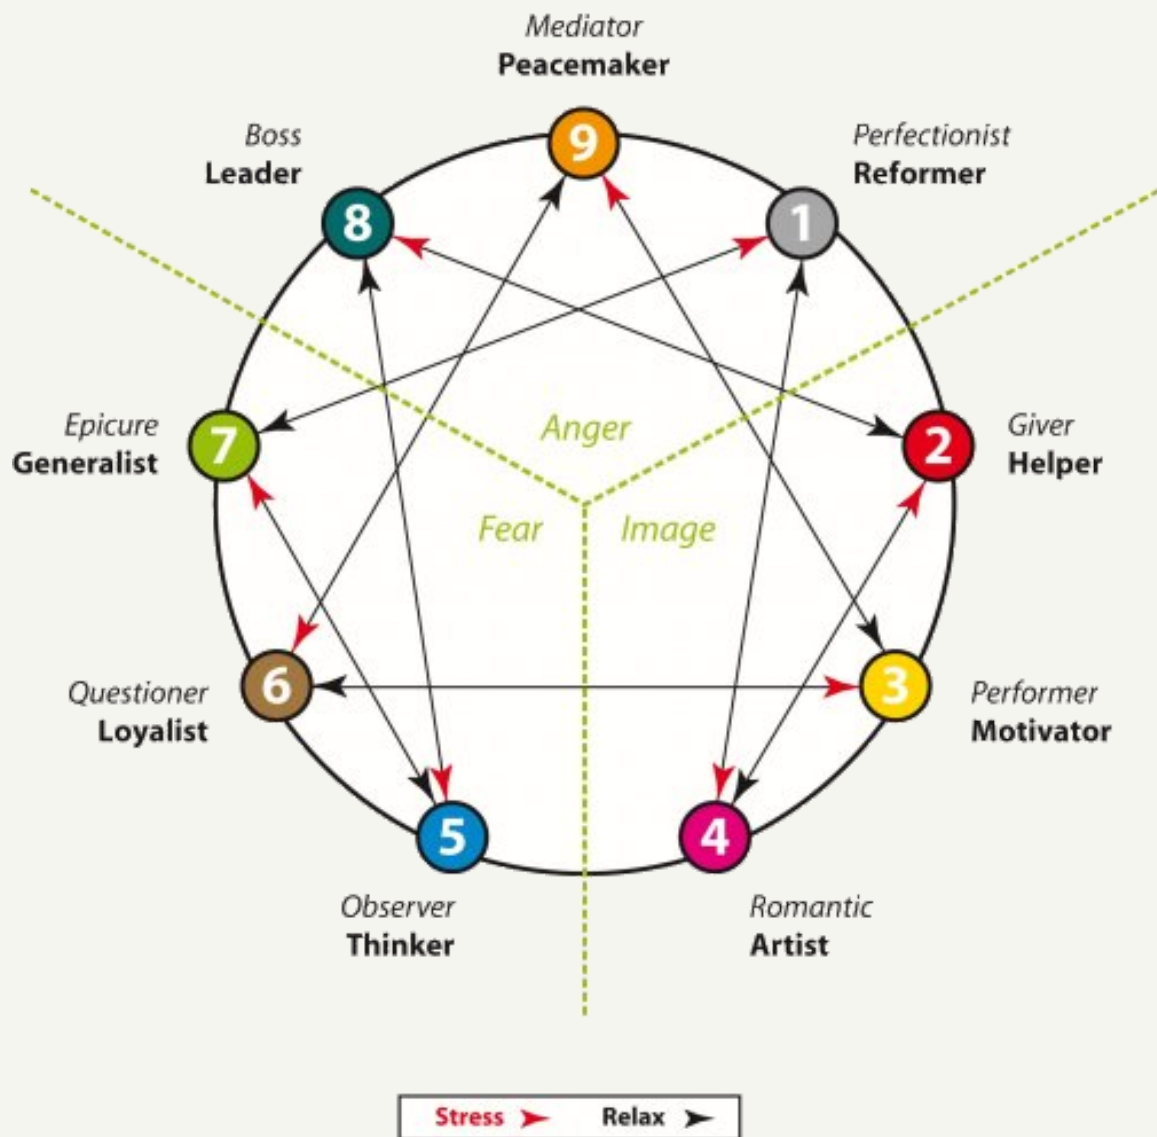 Mediator
Peacemaker
9
Boss
Leader
8
Perfectionist
Reformer
1
Epicure
Generalist
7
Anger
Giver
Helper
2
Fear
Image
Questioner
Loyalist
6
Performer
Motivator
3
5
4
Observer
Thinker
Romantic
Artist
Stress Relax